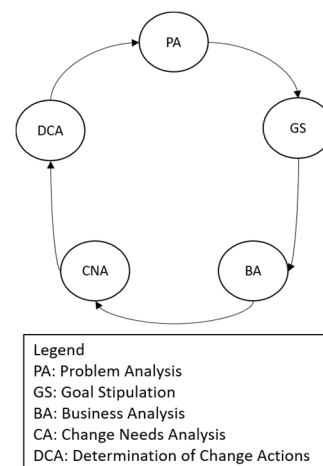 PA
GS
DCA
CNA
BA
Legend
PA: Problem Analysis
GS: Goal Stipulation
BA: Business Analysis
CA: Change Needs Analysis
DCA: Determination of Change Actions